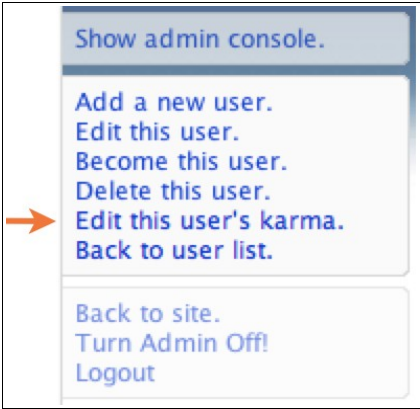 Show admin console.
Add a new user.
Edit this user.
Become this user.
Delete this user.
Edit this user's karma.
Back to user list.
Back to site.
Turn Admin Off!
Logout